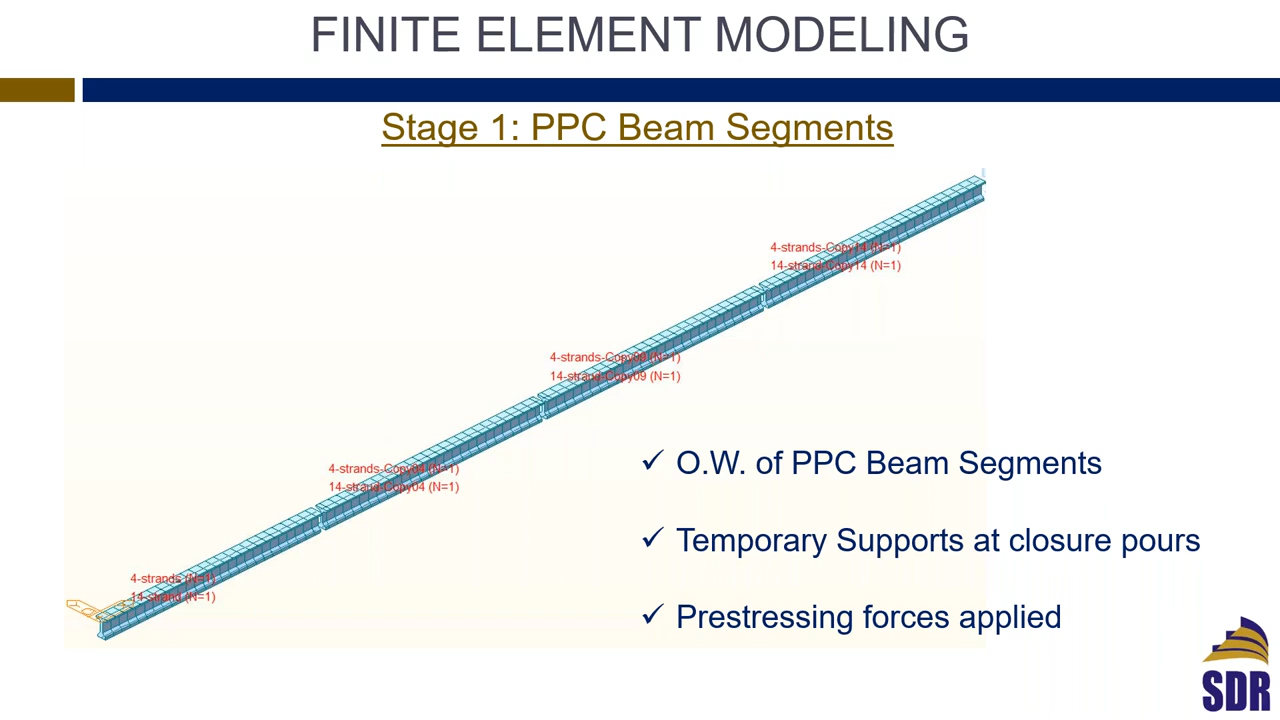 FINITE ELEMENT MODELING
Stage 1: PPC Beam Segments
4-strands-Copy14 (N=1)
14-strand-Copy14 (N=1)
4-strands-Copy09 (N=1)
14-strand-Copy09 (N=1)
4-strands-Copy04 (N=1)
14-strand-Copy04 (N=1)
4-strands (N=1)
14-strand (N=1)
✓ O.W. of PPC Beam Segments
✓ Temporary Supports at closure pours
✓ Prestressing forces applied
SDR